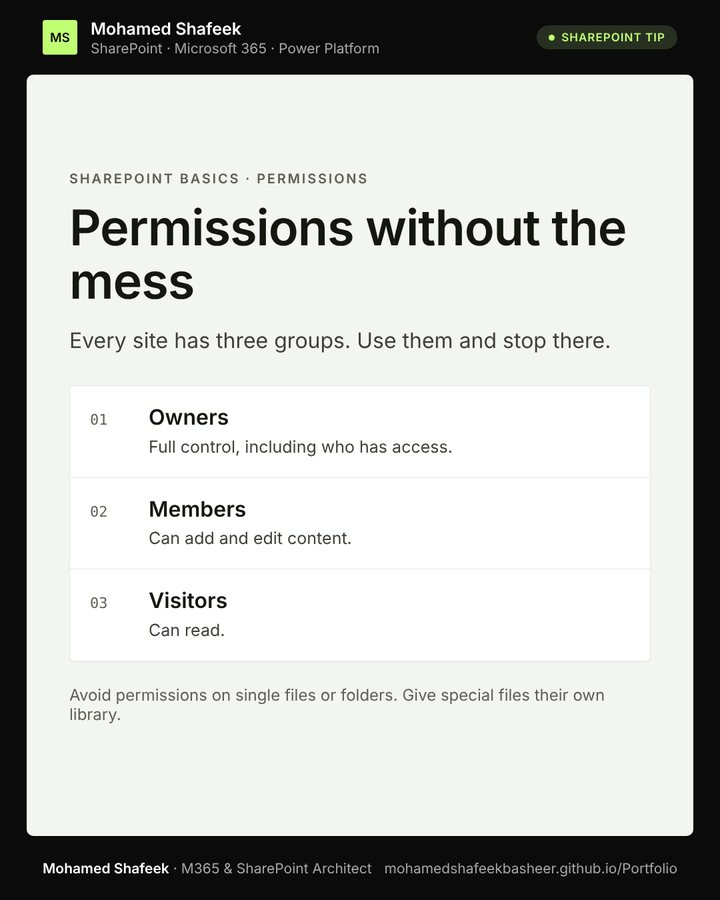 MS
Mohamed Shafeek
SharePoint · Microsoft 365 · Power Platform
SHAREPOINT TIP
SHAREPOINT BASICS · PERMISSIONS
Permissions without the
mess
Every site has three groups. Use them and stop there.
01
Owners
Full control, including who has access.
02
Members
Can add and edit content.
03
Visitors
Can read.
Avoid permissions on single files or folders. Give special files their own
library.
Mohamed Shafeek · M365 & SharePoint Architect
mohamedshafeekbasheer.github.io/Portfolio